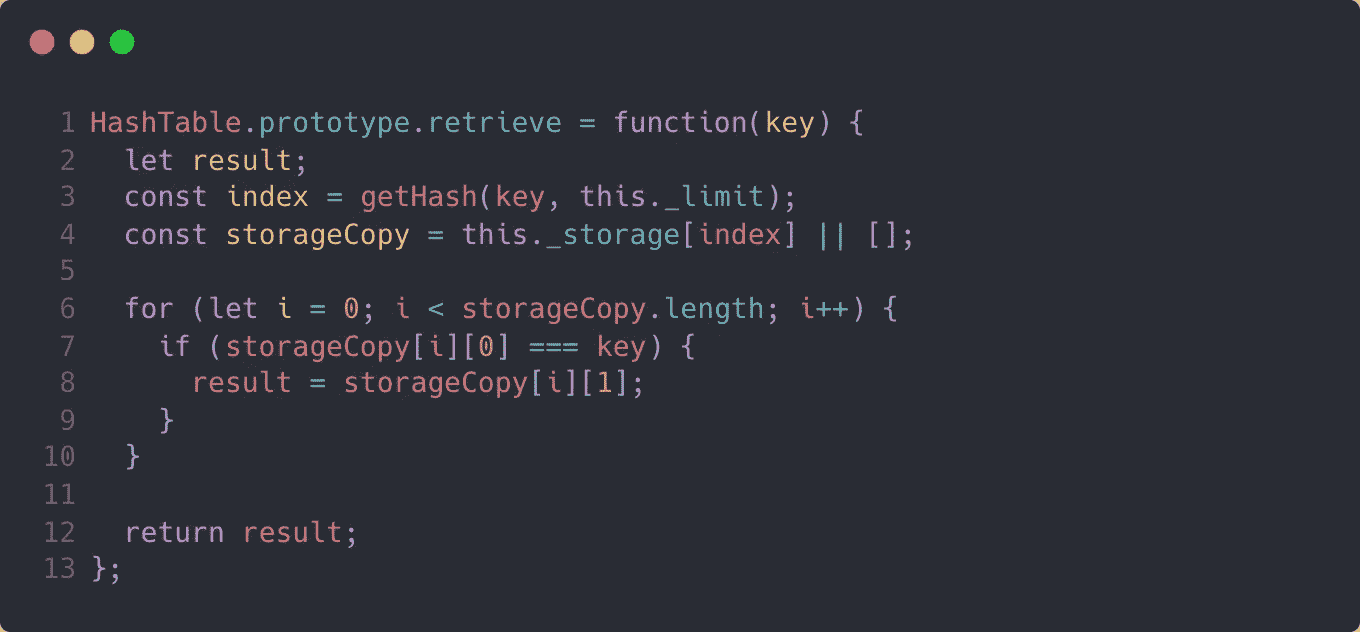 1 HashTable.prototype.retrieve = function(key) {
2   let result;
3   const index = getHash(key, this._limit);
4   const storageCopy = this._storage[index] || [];
5
6   for (let i = 0; i < storageCopy.length; i++) {
7     if (storageCopy[i][0] === key) {
8       result = storageCopy[i][1];
9     }
10   }
11
12   return result;
13 };